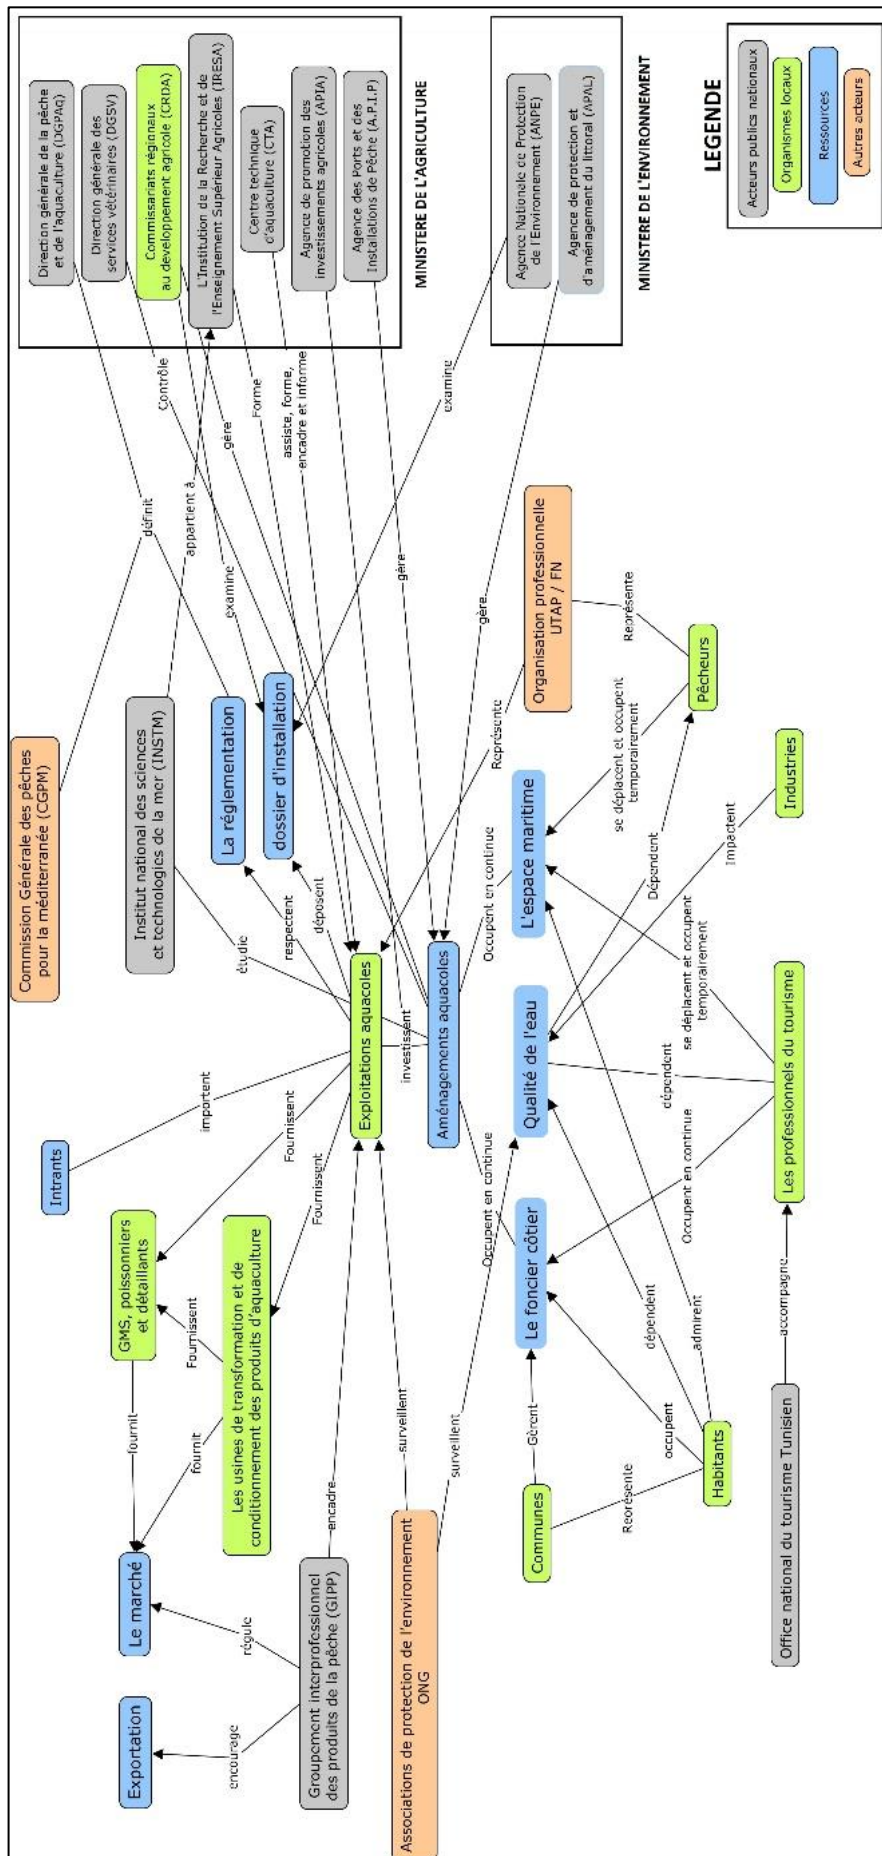 Commission Générale des pêches
pour la méditerranée (CGPM)
Institut national des sciences
et technologies de la mer (INSTM)
Intrants
GMS, poissonniers
et détaillants
Les usines de transformation et de
conditionnement des produits d'aquaculture
Le marché
Exportation
Groupement interprofessionnel
des produits de la pêche (GIPP)
Associations de protection de l'environnement
ONG
La réglementation
dossier d'installation
Exploitations aquacoles
Aménagements aquacoles
L'espace maritime
Qualité de l'eau
Le foncier côtier
Communes
Habitants
Office national du tourisme Tunisien
Les professionnels du tourisme
Industries
Pêcheurs
Organisation professionnelle
UTAP / FN
définit
appartient à
étudie
importent
Fournissent
Fournissent
Fournissent
fournit
fournit
régule
encourage
encadre
surveillent
surveillent
respectent
déposent
examine
Contrôle
gère
Forme
assiste, forme,
encadre et informe
gère
examine
gère
investissent
Représente
Représente
Occupent en continue
Occupent en continue
Occupent en continue
se déplacent et occupent
temporairement
se déplacent et occupent
temporairement
Dépendent
Impactent
dépendent
dépendent
admirent
occupent
Gèrent
Reorésente
accompagne
Direction générale de la pêche
et de l'aquaculture (DGPAq)
Direction générale des
services vétérinaires (DGSV)
Commissariats régionaux
au developpement agricole (CRDA)
L'Institution de la Recherche et de
l'Enseignement Supérieur Agricoles (IRESA)
Centre technique
d'aquaculture (CTA)
Agence de promotion des
investissements agricoles (APIA)
Agence des Ports et des
Installations de Pêche (A.P.I.P)
MINISTERE DE L'AGRICULTURE
Agence Nationale de Protection
de l'Environnement (ANPE)
Agence de protection et
d'aménagement du littoral (APAL)
MINISTERE DE L'ENVIRONNEMENT
LEGENDE
Acteurs publics nationaux
Organismes locaux
Ressources
Autres acteurs